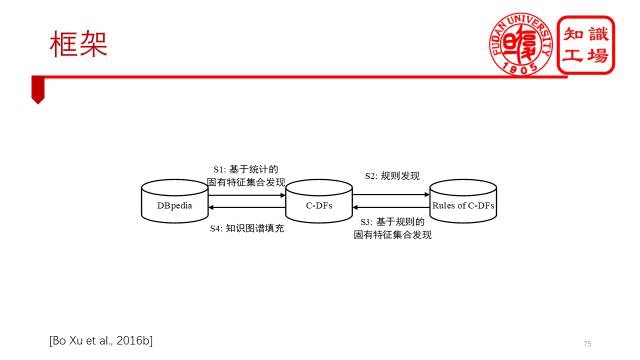 框架
FUDAN UNIVERSITY
1905
知識
工場
S1: 基于统计的
固有特征集合发现
S2: 规则发现
DBpedia
C-DFs
Rules of C-DFs
S4: 知识图谱填充
S3: 基于规则的
固有特征集合发现
[Bo Xu et al., 2016b]
75